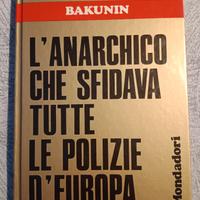 BAKUNIN
L'ANARCHICO
CHE SFIDAVA
TUTTE
LE POLIZIE
D'EUROPA
Mondadori